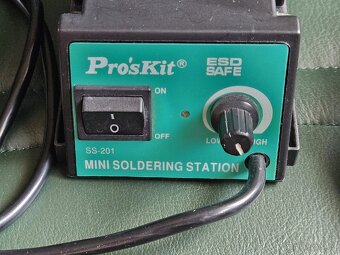 Pro'sKit®
ESD
SAFE
ON
I
O
OFF
LOW
HIGH
SS-201
MINI SOLDERING STATION